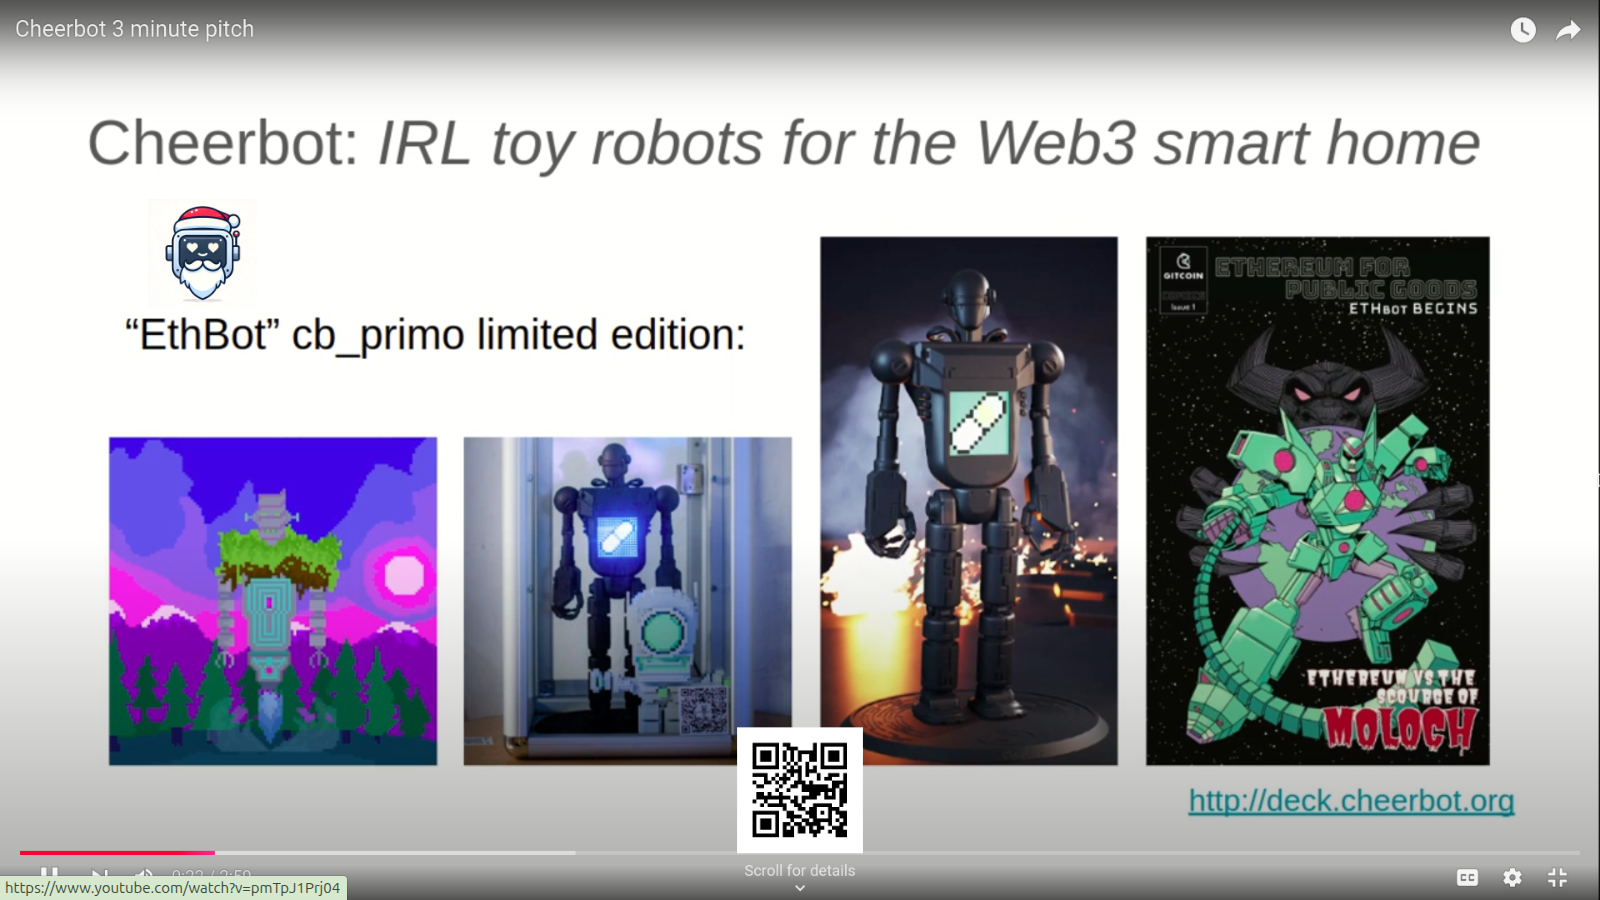 Cheerbot 3 minute pitch
Cheerbot: IRL toy robots for the Web3 smart home
“EthBot” cb_primo limited edition:
GITCOIN
Issue 1
ETHEREUM FOR
PUBLIC GOODS
ETHBOT BEGINS
ETHEREUM VS THE
SCOURGE OF
MOLOCH
http://deck.cheerbot.org
Scroll for details
https://www.youtube.com/watch?v=pmTpJ1Prj04
CC